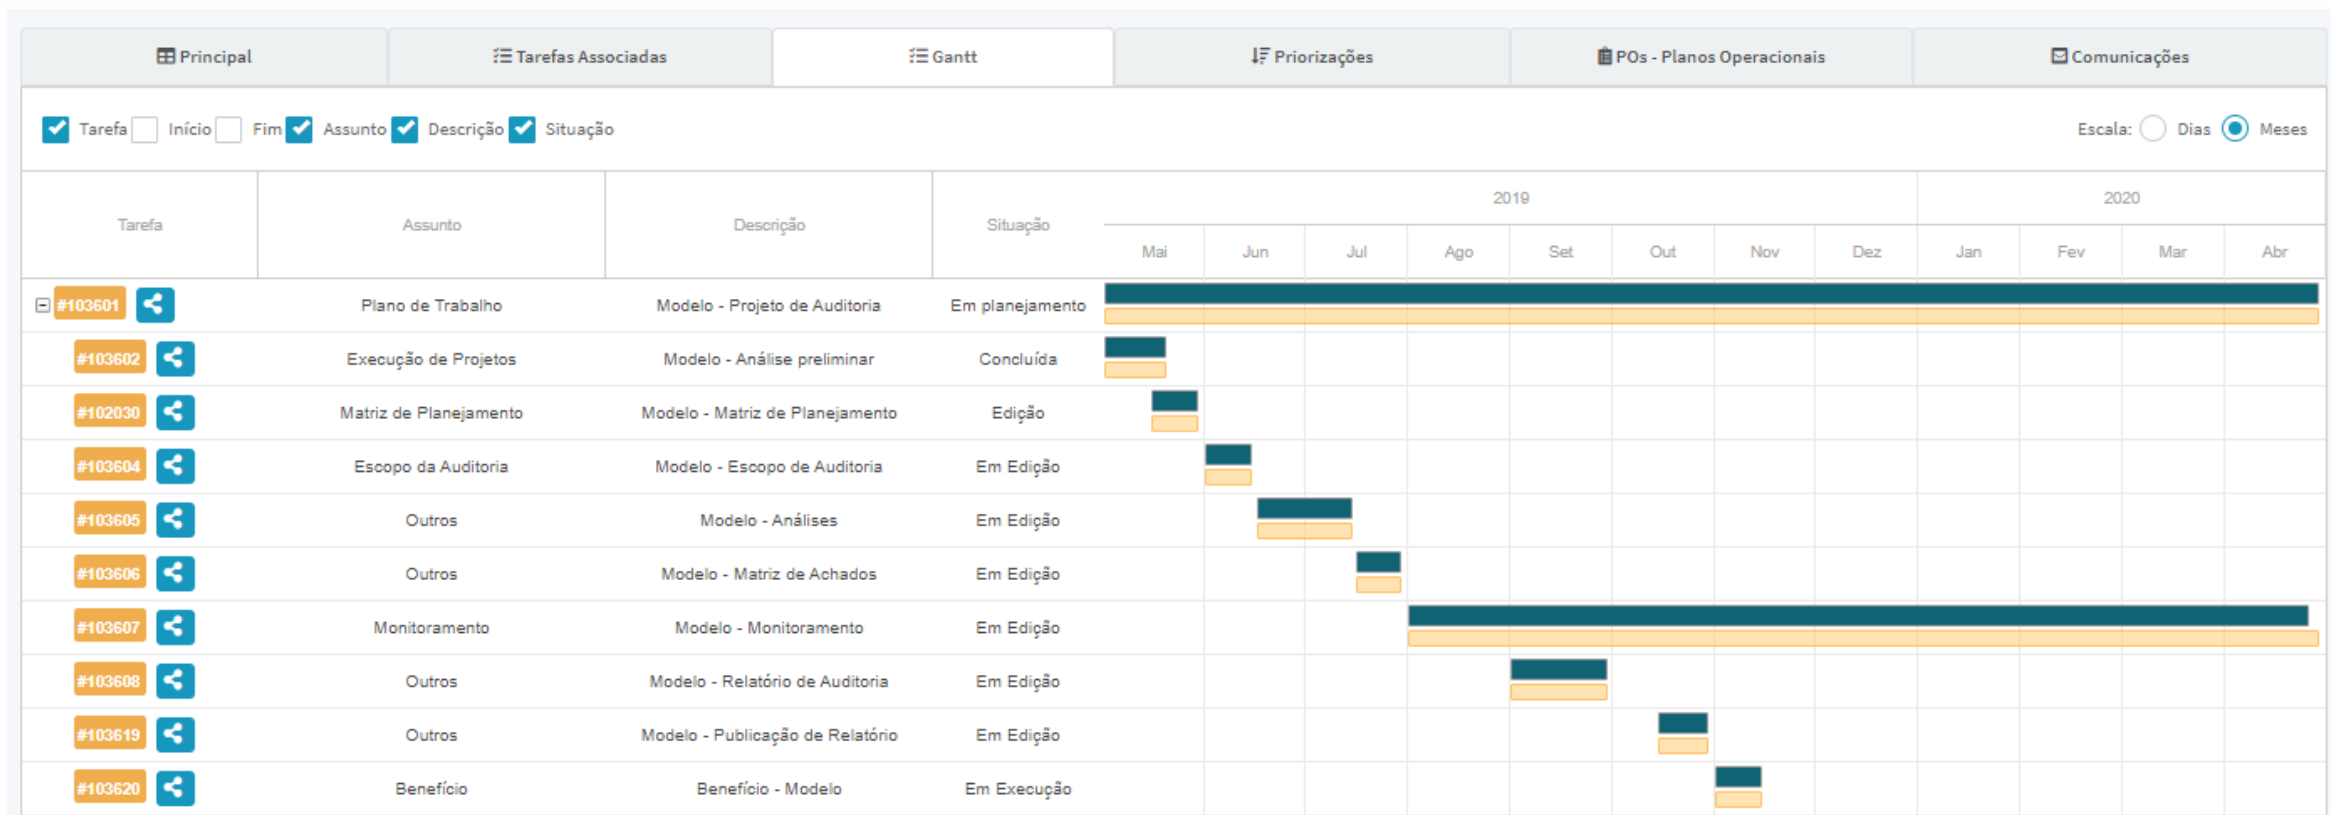 Principal Tarefas Associadas Gantt Priorizações POs - Planos Operacionais Comunicações
Tarefa Início Fim Assunto Descrição Situação Escala: Dias Meses
Tarefa Assunto Descrição Situação 2019 2020
Mai Jun Jul Ago Set Out Nov Dez Jan Fev Mar Abr
#103601 Plano de Trabalho Modelo - Projeto de Auditoria Em planejamento
#103602 Execução de Projetos Modelo - Análise preliminar Concluída
#102030 Matriz de Planejamento Modelo - Matriz de Planejamento Edição
#103604 Escopo da Auditoria Modelo - Escopo de Auditoria Em Edição
#103605 Outros Modelo - Análises Em Edição
#103606 Outros Modelo - Matriz de Achados Em Edição
#103607 Monitoramento Modelo - Monitoramento Em Edição
#103608 Outros Modelo - Relatório de Auditoria Em Edição
#103619 Outros Modelo - Publicação de Relatório Em Edição
#103620 Benefício Benefício - Modelo Em Execução